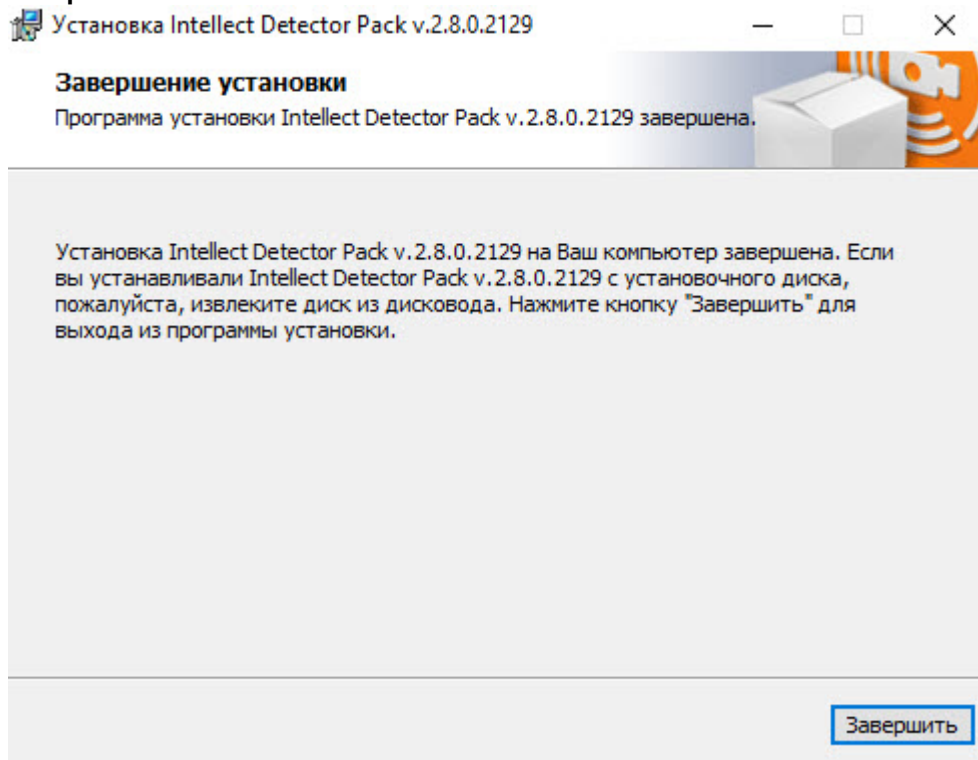 Установка Intellect Detector Pack v.2.8.0.2129
Завершение установки
Программа установки Intellect Detector Pack v.2.8.0.2129 завершена.
Установка Intellect Detector Pack v.2.8.0.2129 на Ваш компьютер завершена. Если
вы устанавливали Intellect Detector Pack v.2.8.0.2129 с установочного диска,
пожалуйста, извлеките диск из дисковода. Нажмите кнопку "Завершить" для
выхода из программы установки.
Завершить